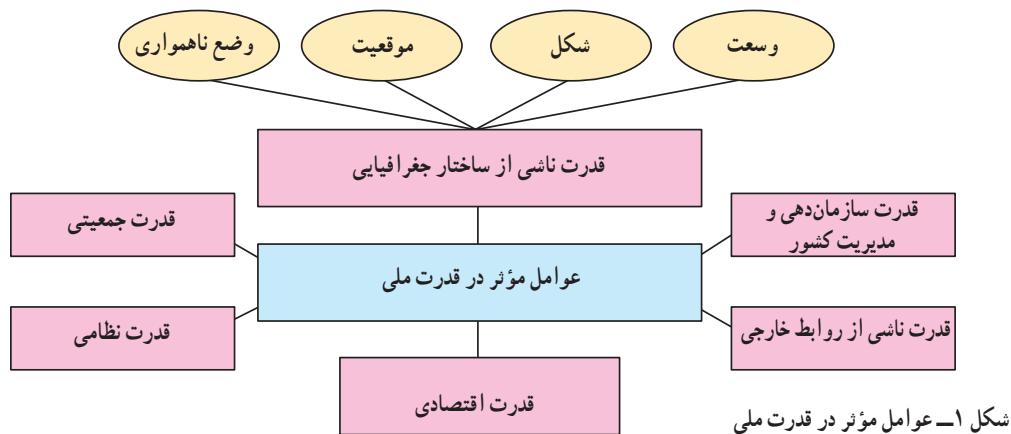 وسعت
شکل
موقعیت
وضع ناهمواری
قدرت ناشی از ساختار جغرافیایی
قدرت سازمان‌دهی و
مدیریت کشور
قدرت جمعیتی
عوامل مؤثر در قدرت ملی
قدرت ناشی از روابط خارجی
قدرت نظامی
قدرت اقتصادی
شکل ۱ــ عوامل مؤثر در قدرت ملی